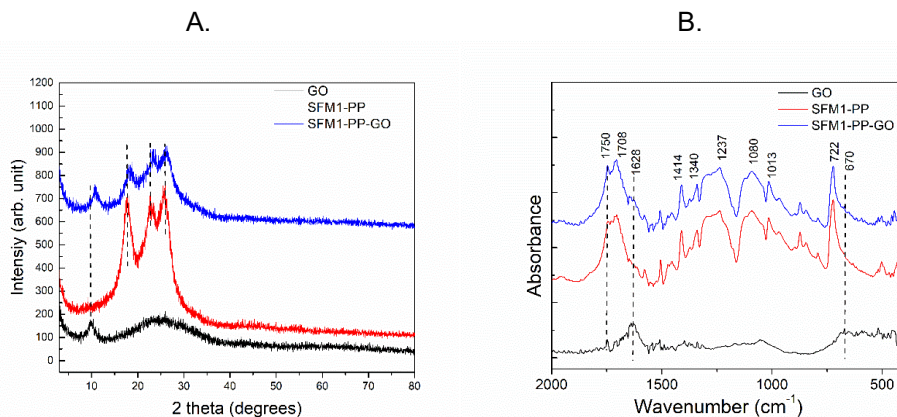 A.
B.
1200
1100
1000
900
800
700
600
500
400
300
200
100
0
Intensiy (arb. unit)
GO
SFM1-PP
SFM1-PP-GO
10 20 30 40 50 60 70 80
2 theta (degrees)
Absorbance
GO
SFM1-PP
SFM1-PP-GO
1750
1708
1628
1414
1340
1237
1080
1013
722
670
2000 1500 1000 500
Wavenumber (cm⁻¹)